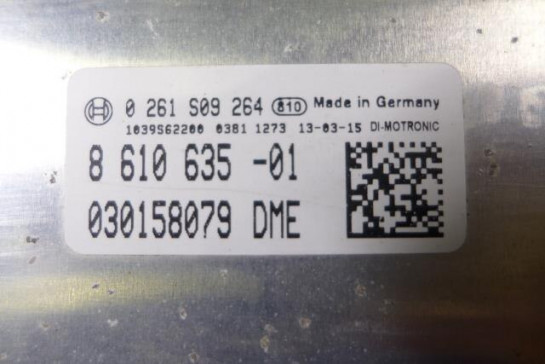 0 261 S09 264 810 Made in Germany
1039S62200 0381 1273 13-03-15 DI-MOTRONIC
8 610 635 -01
030158079 DME